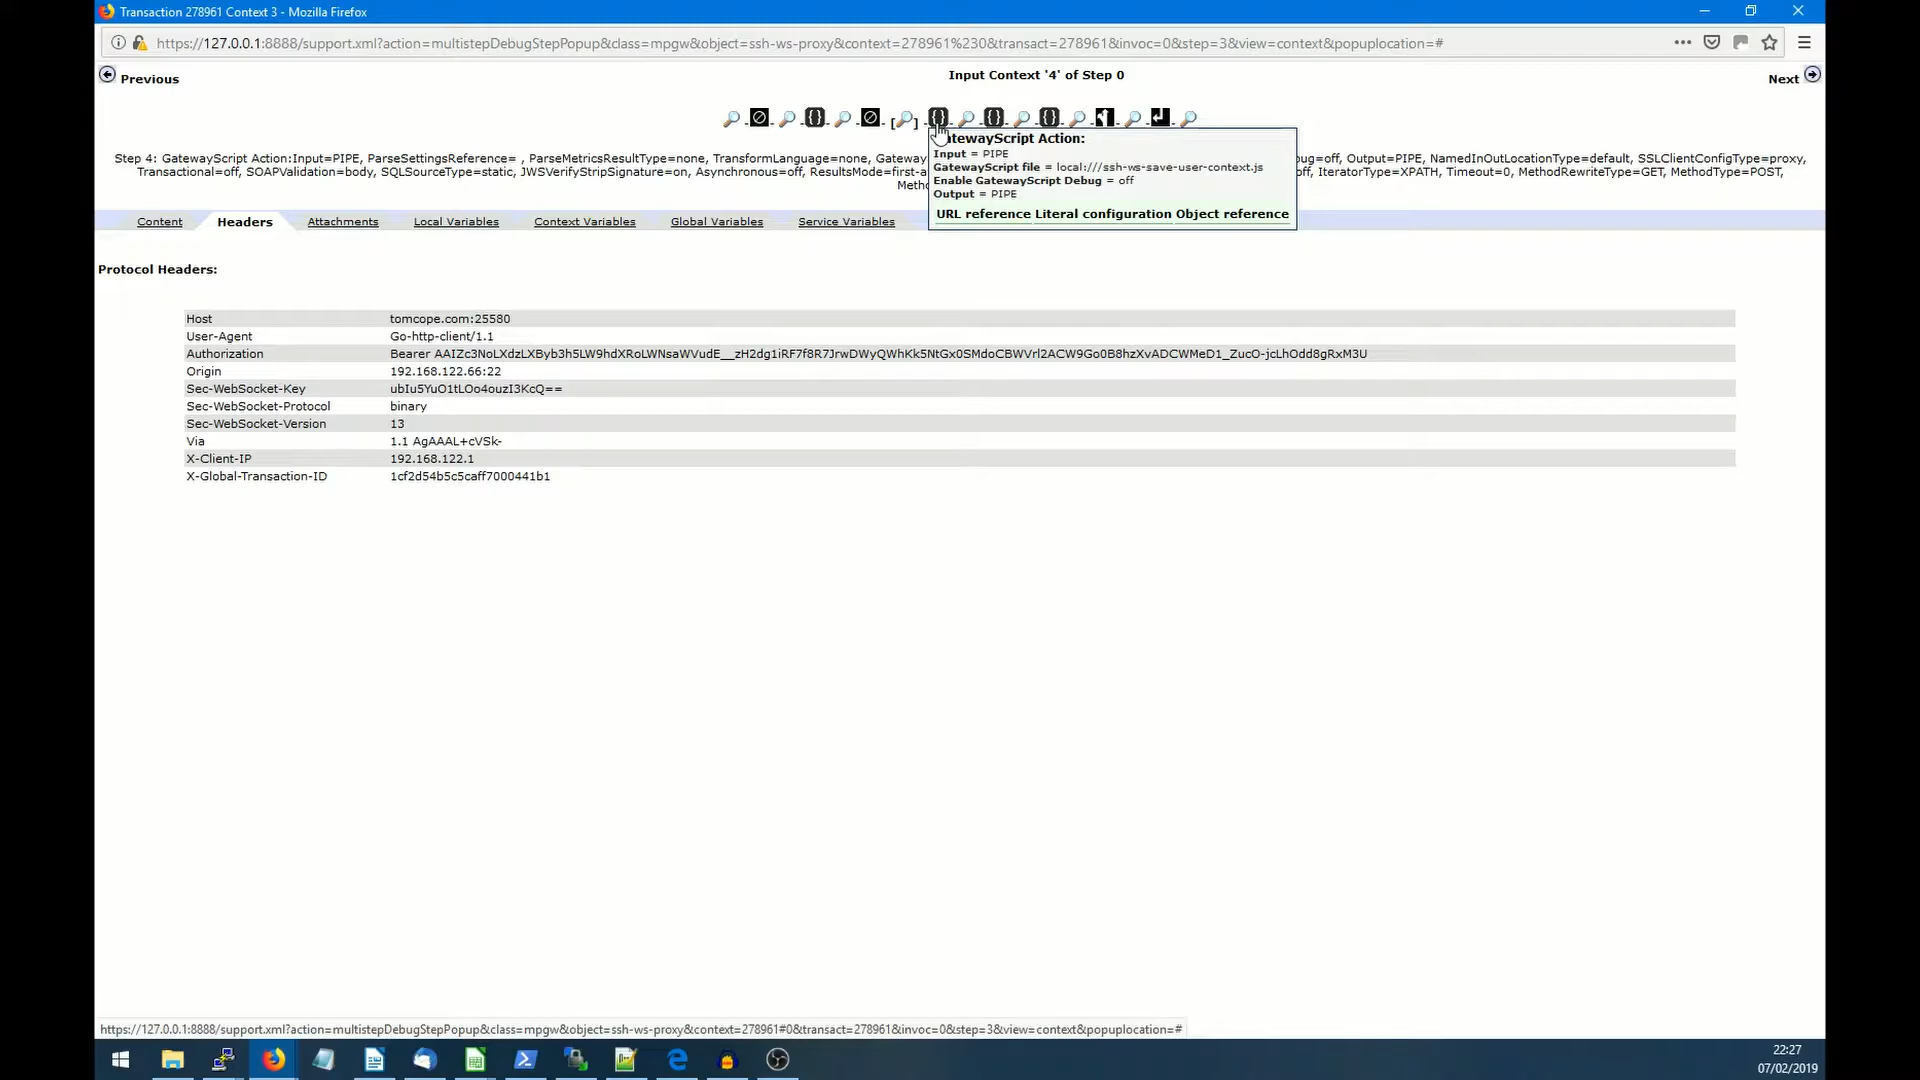 Transaction 278961 Context 3 - Mozilla Firefox
https://127.0.0.1:8888/support.xml?action=multistepDebugStepPopup&class=mpgw&object=ssh-ws-proxy&context=278961%230&transact=278961&invoc=0&step=3&view=context&popuplocation=#
Previous
Input Context '4' of Step 0
Next
Step 4: GatewayScript Action:Input=PIPE, ParseSettingsReference= , ParseMetricsResultType=none, TransformLanguage=none, Gateway
bug=off, Output=PIPE, NamedInOutLocationType=default, SSLClientConfigType=proxy,
Transactional=off, SOAPValidation=body, SQLSourceType=static, JWSVerifyStripSignature=on, Asynchronous=off, ResultsMode=first-a
off, IteratorType=XPATH, Timeout=0, MethodRewriteType=GET, MethodType=POST,
Metho
atewayScript Action:
Input = PIPE
GatewayScript file = local:///ssh-ws-save-user-context.js
Enable GatewayScript Debug = off
Output = PIPE
URL reference Literal configuration Object reference
Content Headers Attachments Local Variables Context Variables Global Variables Service Variables
Protocol Headers:
Host tomcope.com:25580
User-Agent Go-http-client/1.1
Authorization Bearer AAIZc3NoLXdzLXByb3h5LW9hdXRoLWNsaWVudE__zH2dg1iRF7f8R7JrwDWyQWhKk5NtGx0SMdoCBWVrl2ACW9Go0B8hzXvADCWMeD1_ZucO-jcLhOdd8gRxM3U
Origin 192.168.122.66:22
Sec-WebSocket-Key ubIu5YuO1tLOo4ouzI3KcQ==
Sec-WebSocket-Protocol binary
Sec-WebSocket-Version 13
Via 1.1 AgAAAL+cVSk-
X-Client-IP 192.168.122.1
X-Global-Transaction-ID 1cf2d54b5c5caff7000441b1
https://127.0.0.1:8888/support.xml?action=multistepDebugStepPopup&class=mpgw&object=ssh-ws-proxy&context=278961#0&transact=278961&invoc=0&step=3&view=context&popuplocation=#
22:27
07/02/2019